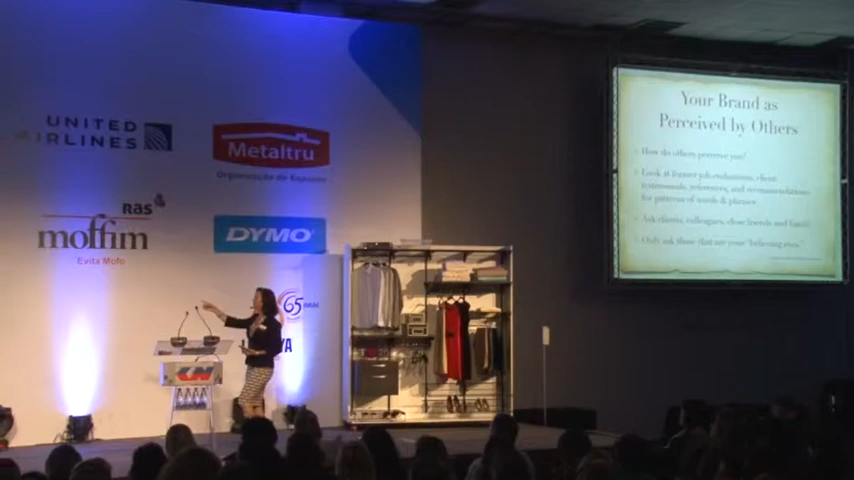 UNITED
AIRLINES
Metaltru
Organização de Espaços
RAS
moffim
Evita Mofo
DYMO
65
Your Brand as
Perceived by Others
How do others perceive you?
Look at former job evaluations, client
testimonials, references, and recommendations
for patterns of words & phrases
Ask clients, colleagues, close friends and family
Only ask those that are your "believing eyes."